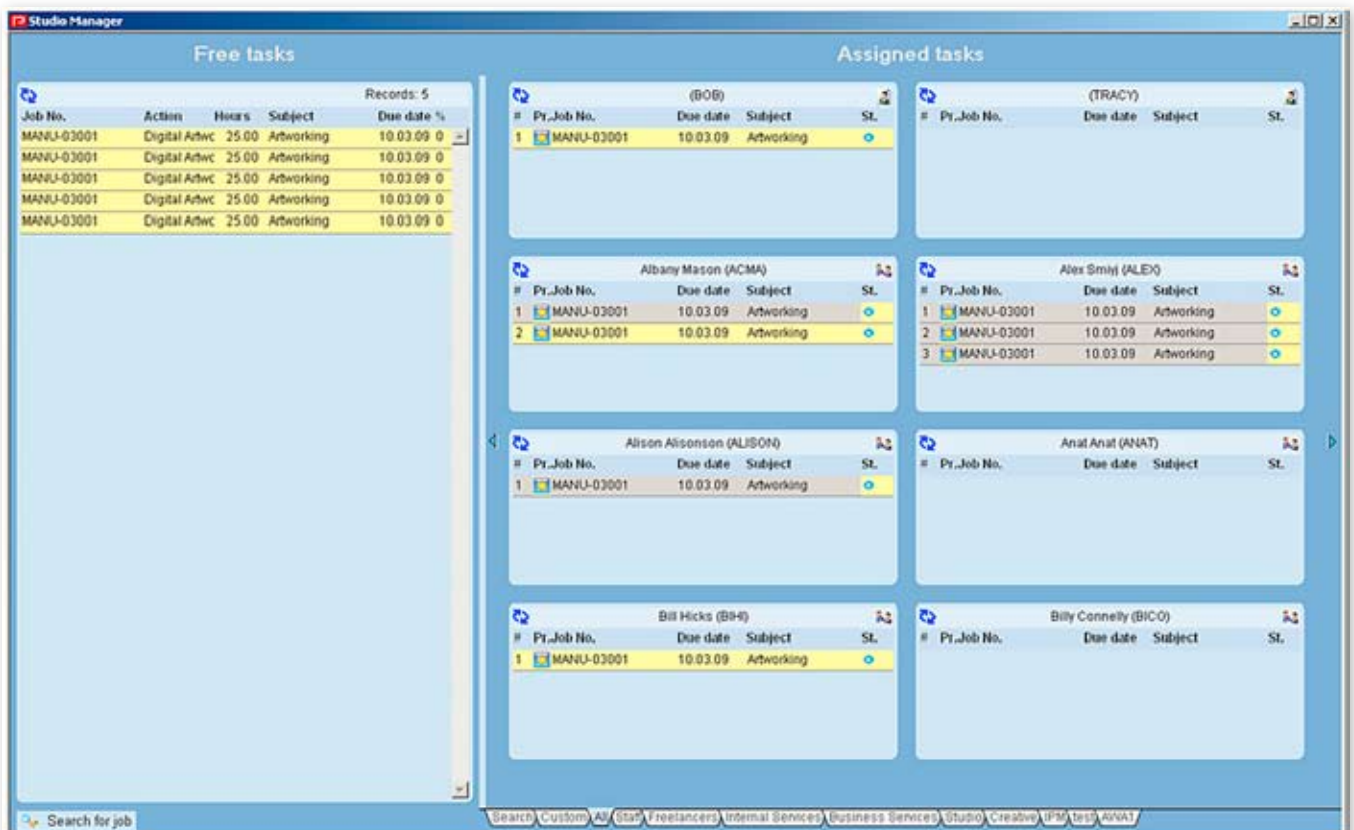 Studio Manager
Free tasks
Records: 5
Job No. Action Hours Subject Due date %
MANU-03001 Digital Artwc 25.00 Artworking 10.03.09 0
MANU-03001 Digital Artwc 25.00 Artworking 10.03.09 0
MANU-03001 Digital Artwc 25.00 Artworking 10.03.09 0
MANU-03001 Digital Artwc 25.00 Artworking 10.03.09 0
MANU-03001 Digital Artwc 25.00 Artworking 10.03.09 0
Search for job
Assigned tasks
(BOB)
# Pr. Job No. Due date Subject St.
1 MANU-03001 10.03.09 Artworking
(TRACY)
# Pr. Job No. Due date Subject St.
Albany Mason (ACMA)
# Pr. Job No. Due date Subject St.
1 MANU-03001 10.03.09 Artworking
2 MANU-03001 10.03.09 Artworking
Alex Smiyj (ALEX)
# Pr. Job No. Due date Subject St.
1 MANU-03001 10.03.09 Artworking
2 MANU-03001 10.03.09 Artworking
3 MANU-03001 10.03.09 Artworking
Alison Alisonson (ALISON)
# Pr. Job No. Due date Subject St.
1 MANU-03001 10.03.09 Artworking
Anat Anat (ANAT)
# Pr. Job No. Due date Subject St.
Bill Hicks (BIHI)
# Pr. Job No. Due date Subject St.
1 MANU-03001 10.03.09 Artworking
Billy Connelly (BICO)
# Pr. Job No. Due date Subject St.
Search Custom All Staff Freelancers Internal Services Business Services Studio Creative IPM test AWAT